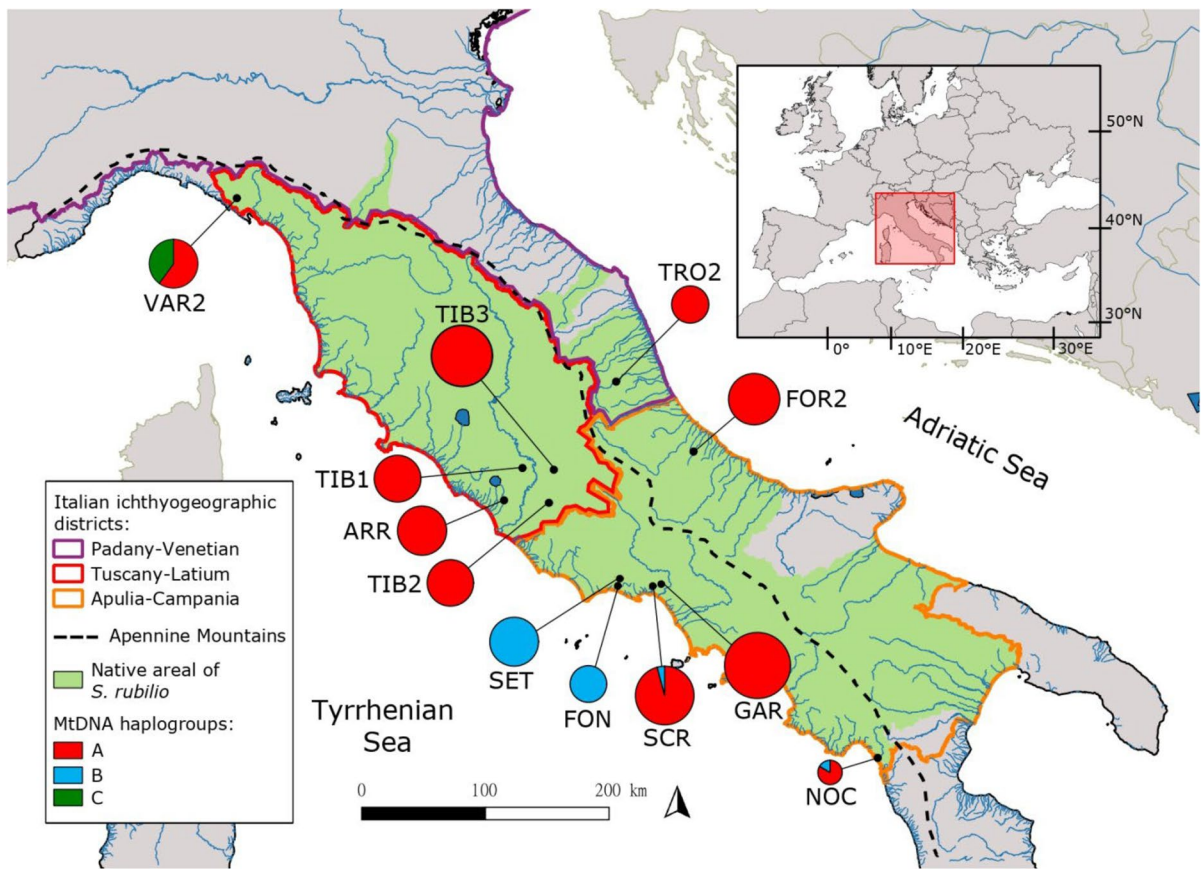 50°N
40°N
30°N
0°
10°E
20°E
30°E
VAR2
TIB3
TRO2
FOR2
Adriatic Sea
TIB1
ARR
TIB2
SET
FON
SCR
GAR
NOC
Tyrrhenian
Sea
Italian ichthyogeographic
districts:
Padany-Venetian
Tuscany-Latium
Apulia-Campania
Apennine Mountains
Native areal of
S. rubilio
MtDNA haplogroups:
A
B
C
0
100
200 km